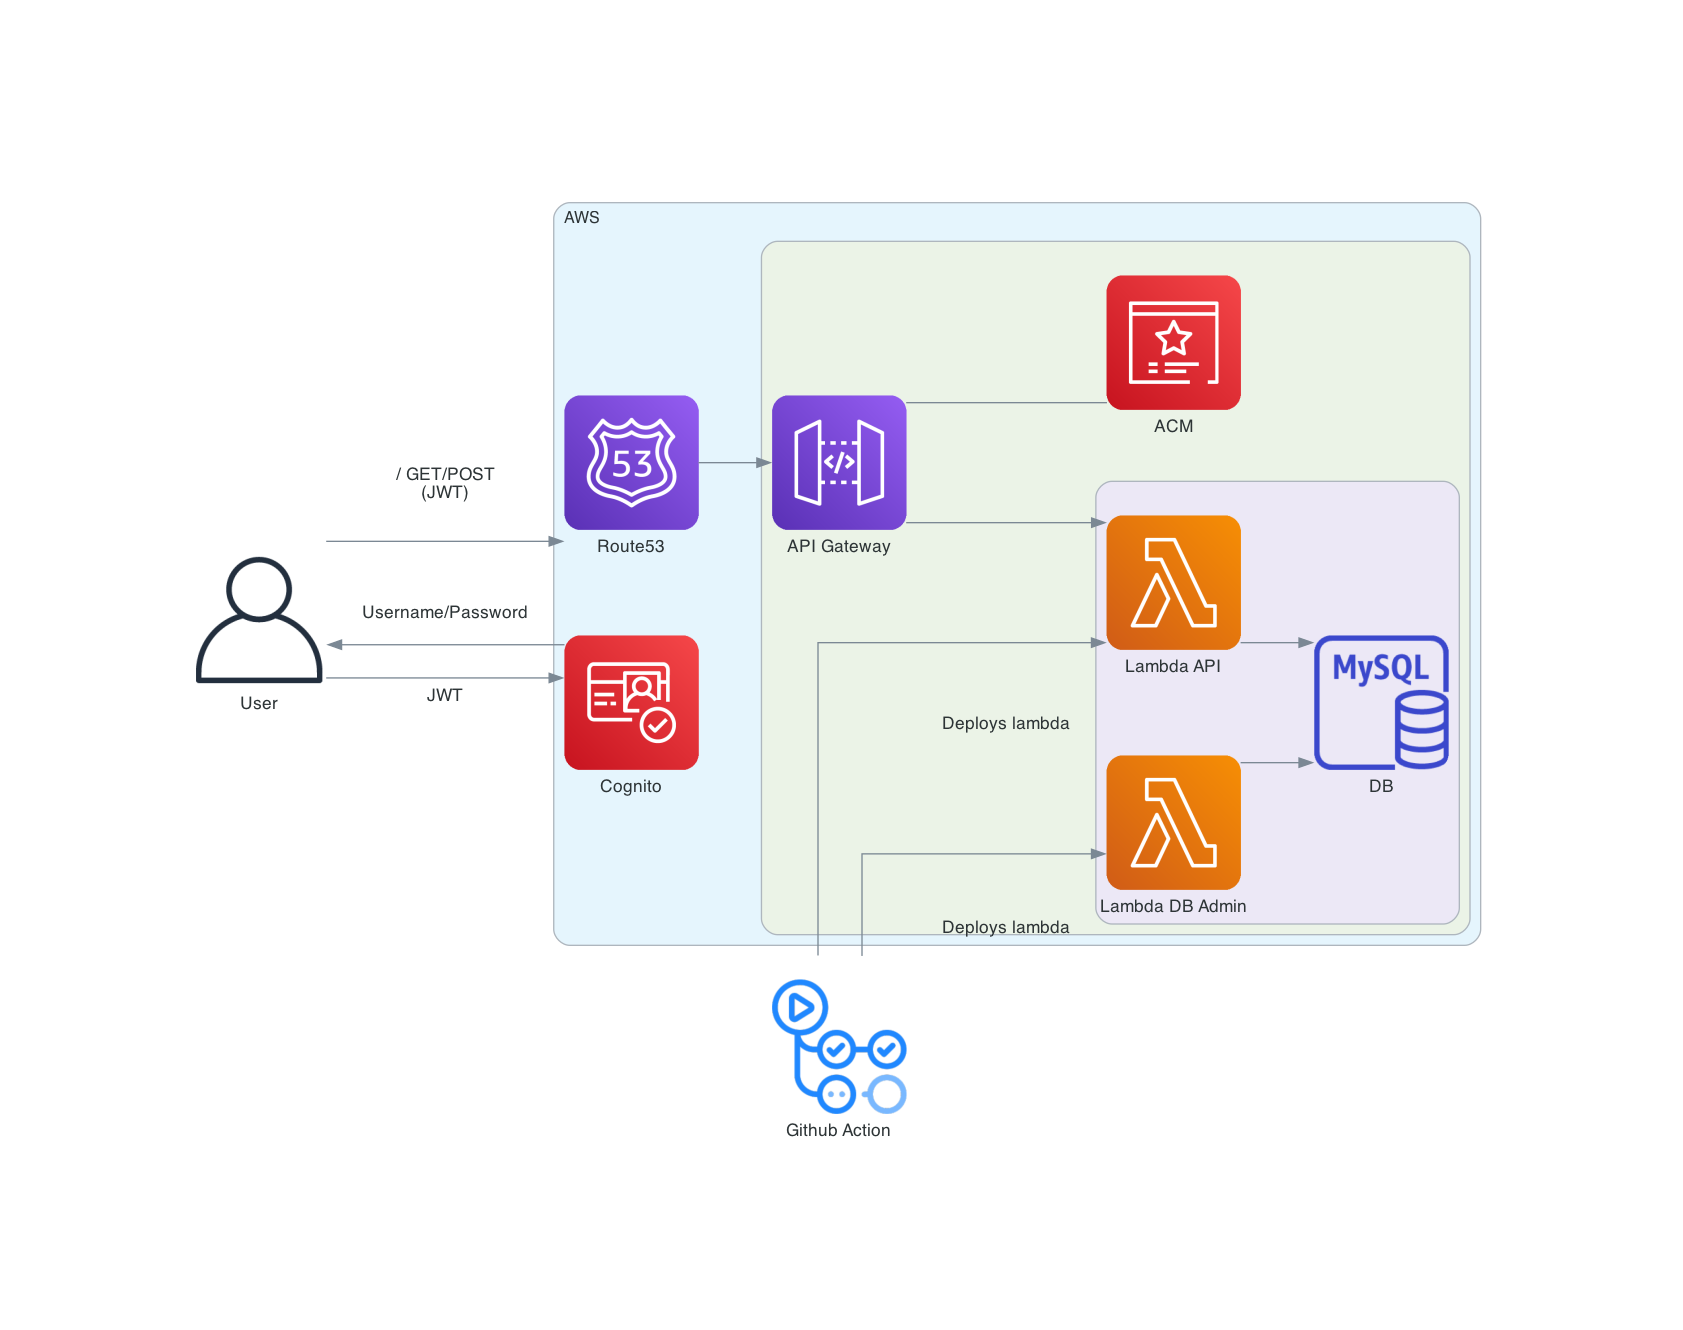 AWS
ACM
53
/ GET/POST
(JWT)
Route53
</>
API Gateway
Username/Password
JWT
User
Cognito
Lambda API
MySQL
Deploys lambda
DB
Lambda DB Admin
Deploys lambda
Github Action